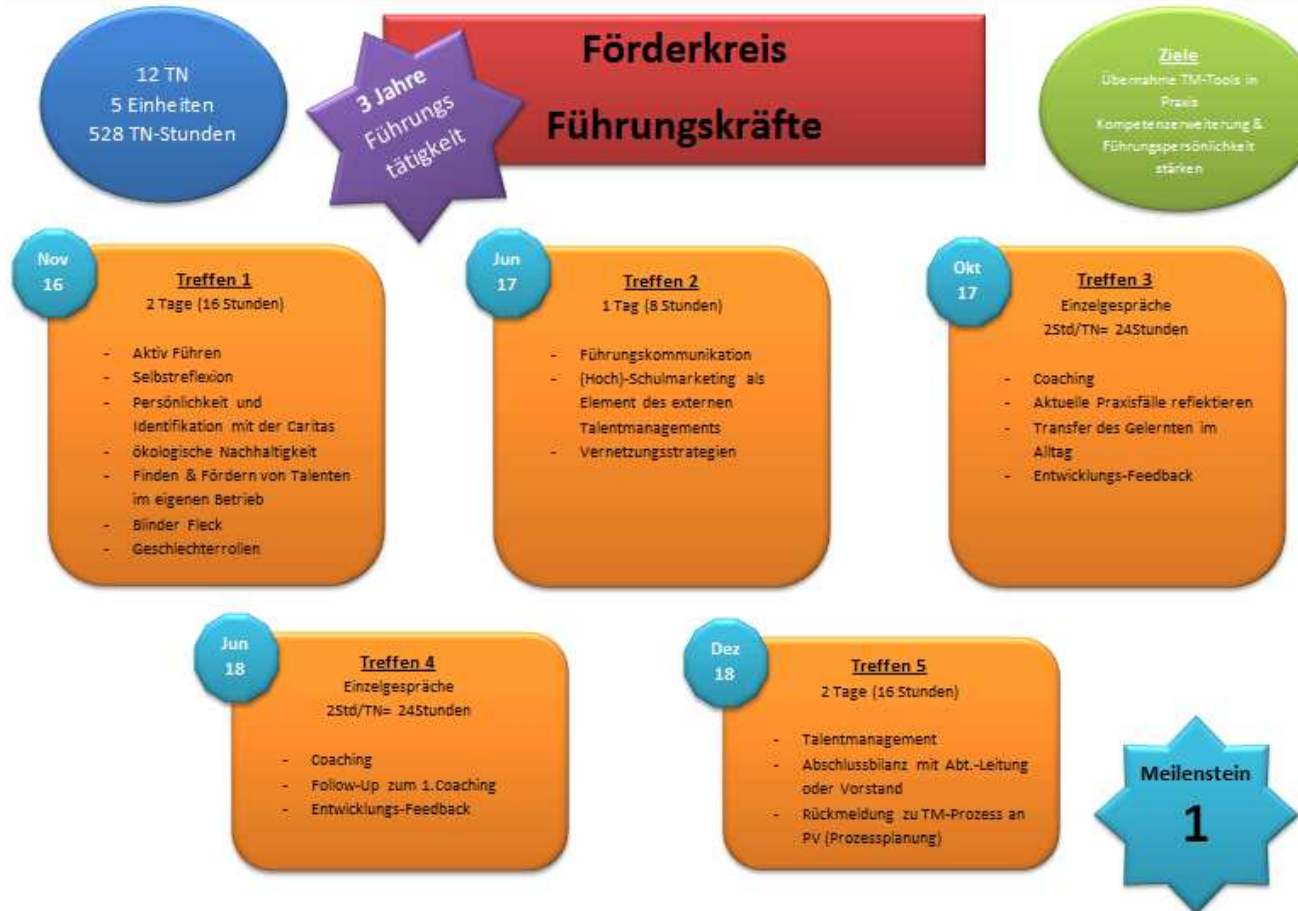 12 TN
5 Einheiten
528 TN-Stunden
3 Jahre
Führungs
tätigkeit
Förderkreis
Führungskräfte
Ziele
Übernahme TM-Tools in
Praxis
Kompetenzerweiterung &
Führungspersönlichkeit
stärken
Nov
16
Treffen 1
2 Tage (16 Stunden)
- Aktiv Führen
- Selbstreflexion
- Persönlichkeit und
Identifikation mit der Caritas
- ökologische Nachhaltigkeit
- Finden & Fördern von Talenten
im eigenen Betrieb
- Blinder Fleck
- Geschlechterrollen
Jun
17
Treffen 2
1 Tag (8 Stunden)
- Führungskommunikation
- (Hoch)-Schulmarketing als
Element des externen
Talentmanagements
- Vernetzungsstrategien
Okt
17
Treffen 3
Einzelgespräche
2Std/TN= 24Stunden
- Coaching
- Aktuelle Praxisfälle reflektieren
- Transfer des Gelernten im
Alltag
- Entwicklungs-Feedback
Jun
18
Treffen 4
Einzelgespräche
2Std/TN= 24Stunden
- Coaching
- Follow-Up zum 1.Coaching
- Entwicklungs-Feedback
Dez
18
Treffen 5
2 Tage (16 Stunden)
- Talentmanagement
- Abschlussbilanz mit Abt.-Leitung
oder Vorstand
- Rückmeldung zu TM-Prozess an
PV (Prozessplanung)
Meilenstein
1